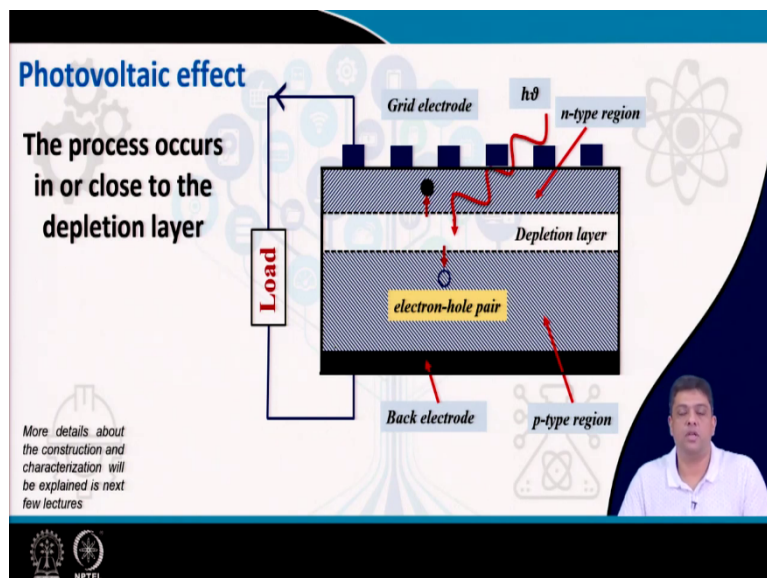 Photovoltaic effect
The process occurs
in or close to the
depletion layer
Grid electrode
hϑ
n-type region
Depletion layer
Load
electron-hole pair
Back electrode
p-type region
More details about
the construction and
characterization will
be explained is next
few lectures
NPTEL